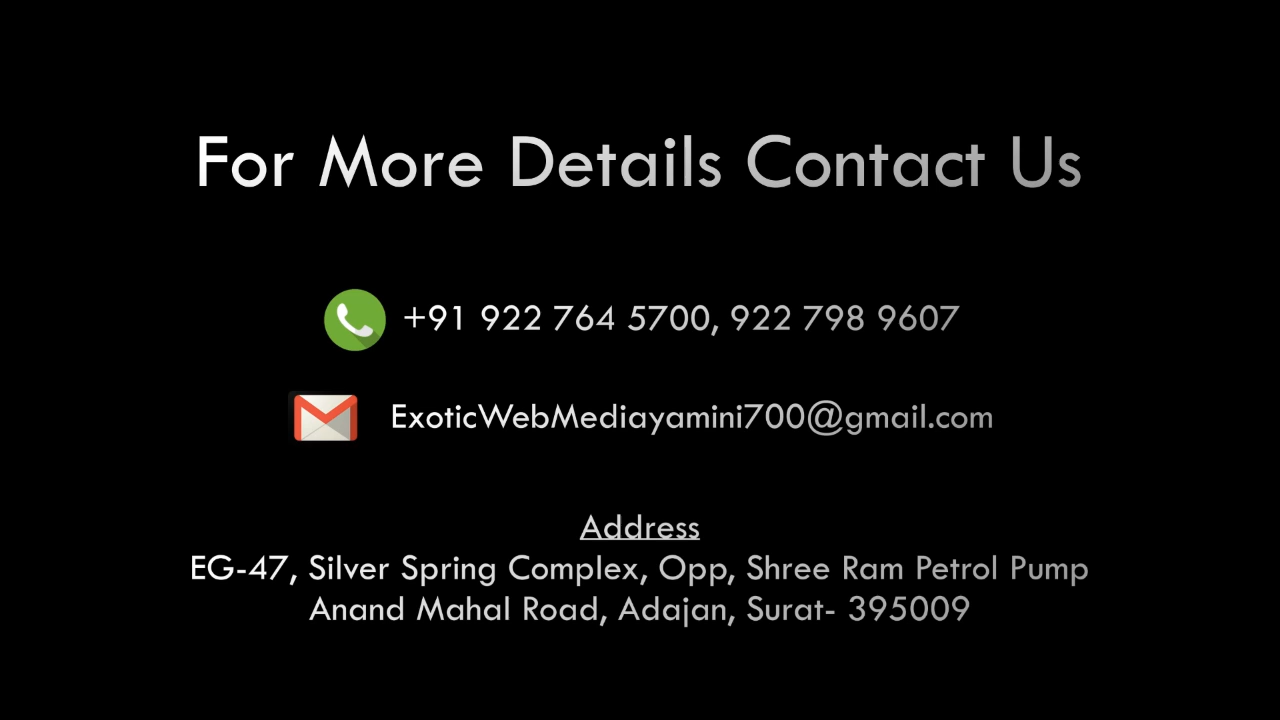 For More Details Contact Us
+91 922 764 5700, 922 798 9607
ExoticWebMediayamini700@gmail.com
Address
EG-47, Silver Spring Complex, Opp, Shree Ram Petrol Pump
Anand Mahal Road, Adajan, Surat- 395009